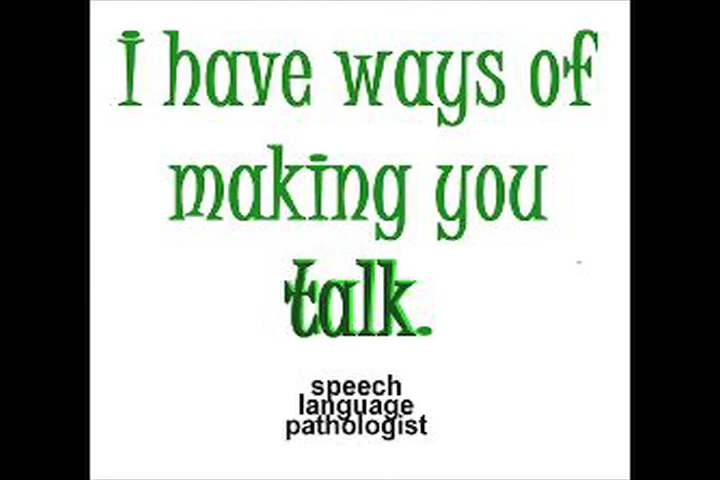 I have ways of
making you
talk.
speech
language
pathologist